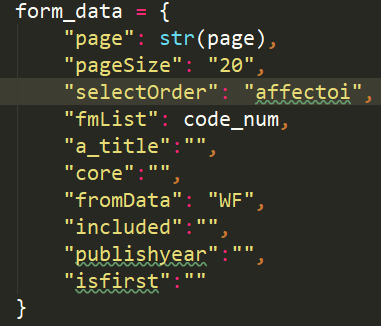 form_data = {
"page": str(page),
"pageSize": "20",
"selectOrder": "affectoi",
"fmList": code_num,
"a_title":"",
"core":"",
"fromData": "WF",
"included":"",
"publishyear":"",
"isfirst":""
}